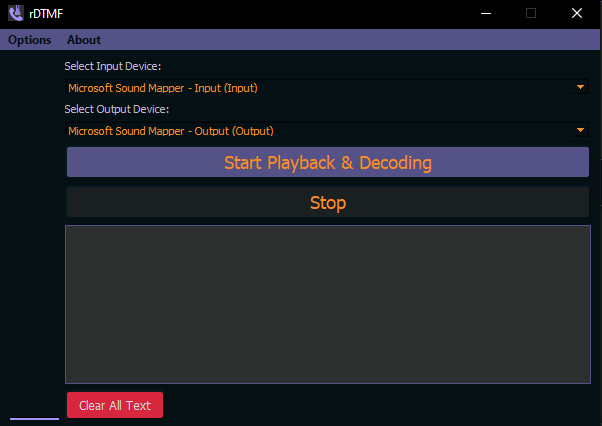 rDTMF
Options About
Select Input Device:
Microsoft Sound Mapper - Input (Input)
Select Output Device:
Microsoft Sound Mapper - Output (Output)
Start Playback & Decoding
Stop
Clear All Text